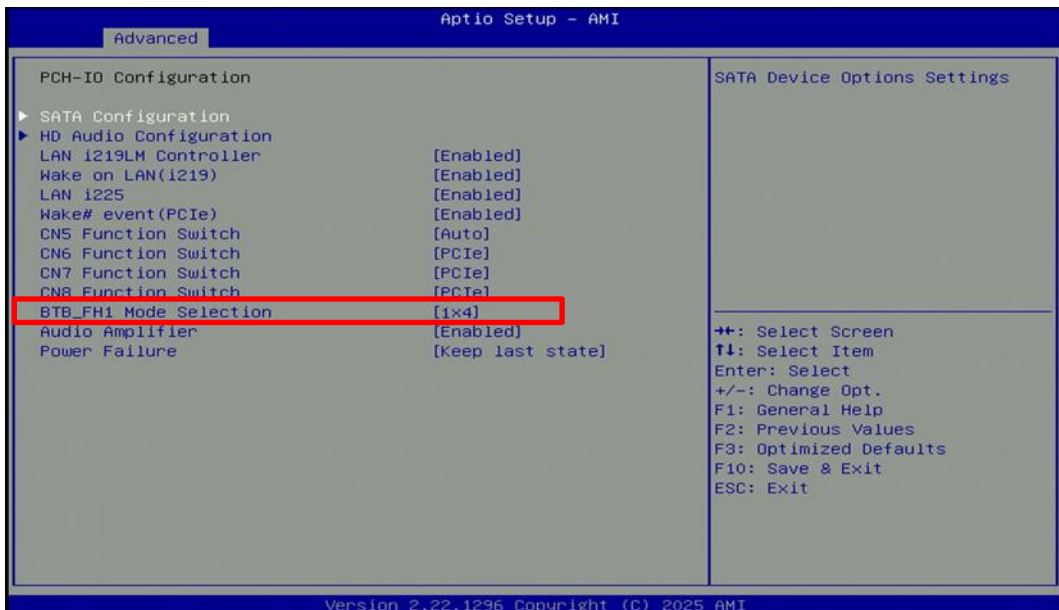 Aptio Setup - AMI
Advanced
PCH-IO Configuration
SATA Configuration
HD Audio Configuration
LAN i219LM Controller [Enabled]
Wake on LAN(i219) [Enabled]
LAN i225 [Enabled]
Wake# event(PCIe) [Enabled]
CN5 Function Switch [Auto]
CN6 Function Switch [PCIe]
CN7 Function Switch [PCIe]
CN8 Function Switch [PCIe]
BTB_FH1 Mode Selection [1x4]
Audio Amplifier [Enabled]
Power Failure [Keep last state]
SATA Device Options Settings
→←: Select Screen
↑↓: Select Item
Enter: Select
+/-: Change Opt.
F1: General Help
F2: Previous Values
F3: Optimized Defaults
F10: Save & Exit
ESC: Exit
Version 2.22.1296 Copyright (C) 2025 AMI